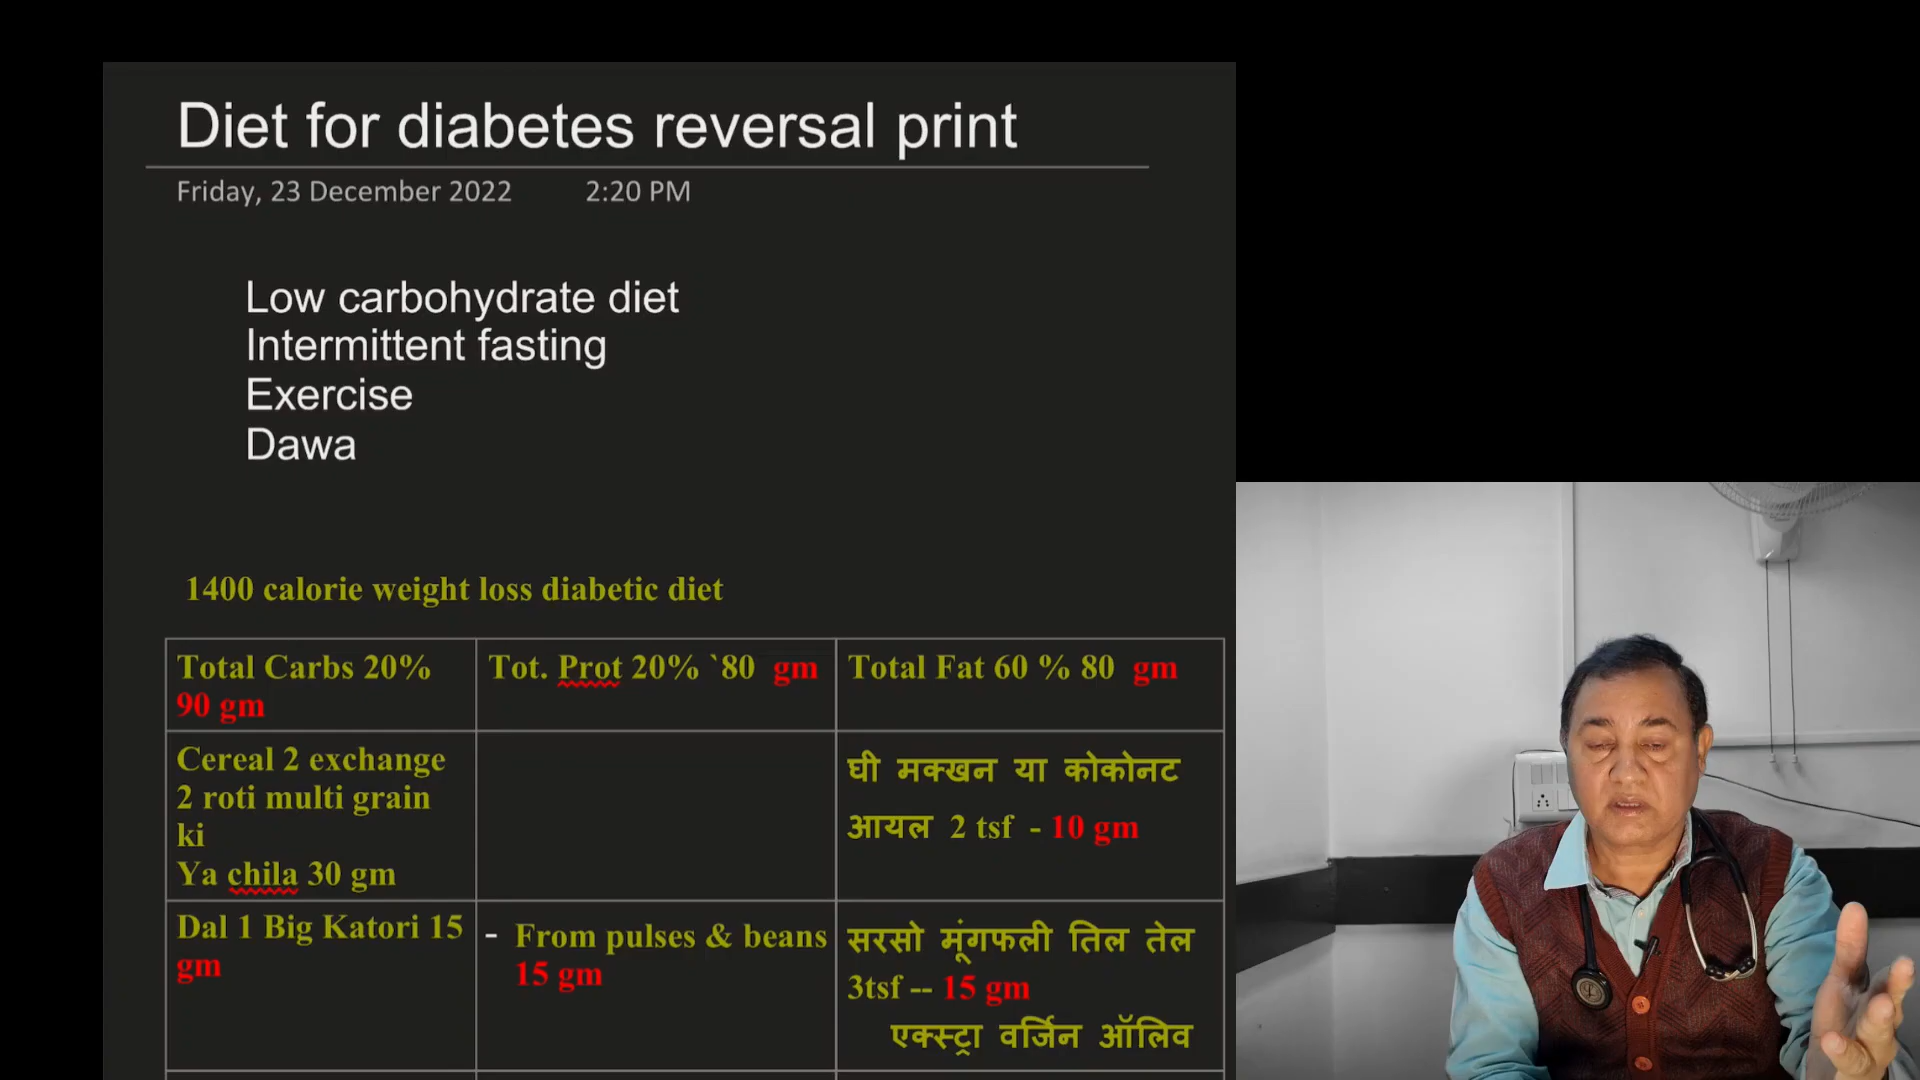 Diet for diabetes reversal print
Friday, 23 December 2022 2:20 PM
Low carbohydrate diet
Intermittent fasting
Exercise
Dawa
1400 calorie weight loss diabetic diet
Total Carbs 20%
90 gm
Tot. Prot 20% `80 gm
Total Fat 60 % 80 gm
Cereal 2 exchange
2 roti multi grain
ki
Ya chila 30 gm
घी मक्खन या कोकोनट
आयल 2 tsf - 10 gm
Dal 1 Big Katori 15
gm
- From pulses & beans
15 gm
सरसो मूंगफली तिल तेल
3tsf -- 15 gm
एक्स्ट्रा वर्जिन ऑलिव